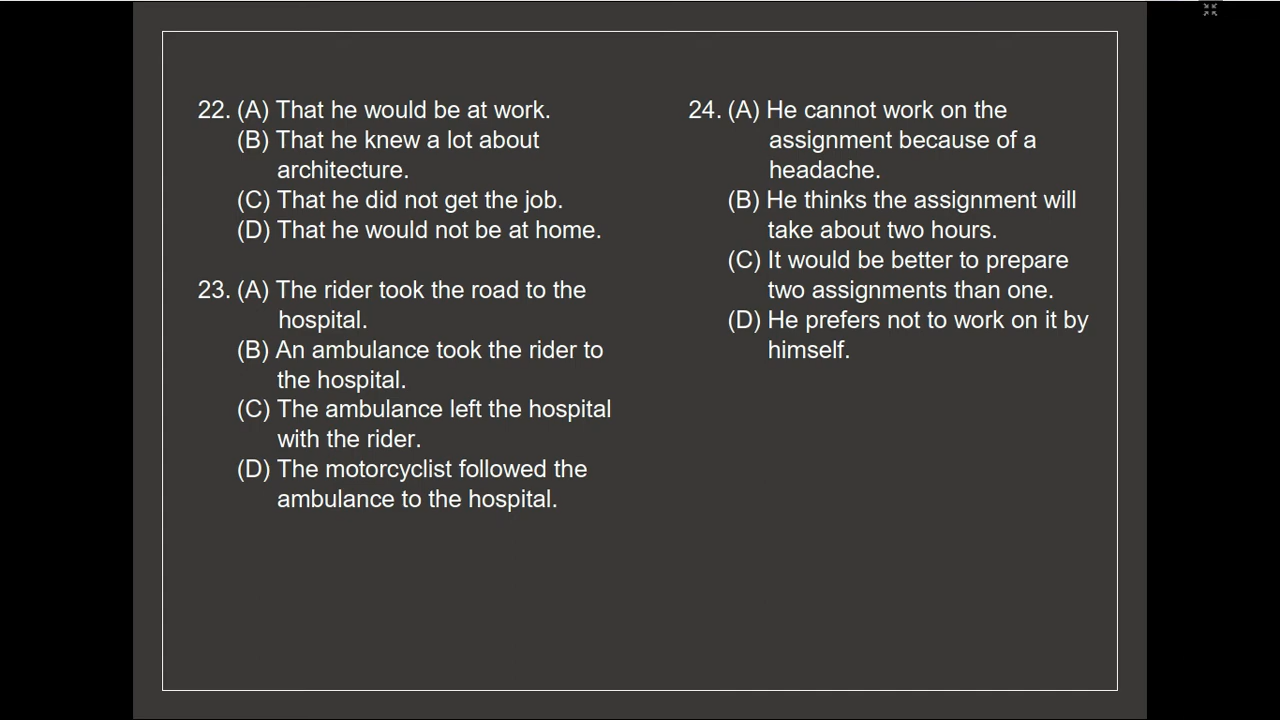 22. (A) That he would be at work.
(B) That he knew a lot about
architecture.
(C) That he did not get the job.
(D) That he would not be at home.
23. (A) The rider took the road to the
hospital.
(B) An ambulance took the rider to
the hospital.
(C) The ambulance left the hospital
with the rider.
(D) The motorcyclist followed the
ambulance to the hospital.
24. (A) He cannot work on the
assignment because of a
headache.
(B) He thinks the assignment will
take about two hours.
(C) It would be better to prepare
two assignments than one.
(D) He prefers not to work on it by
himself.